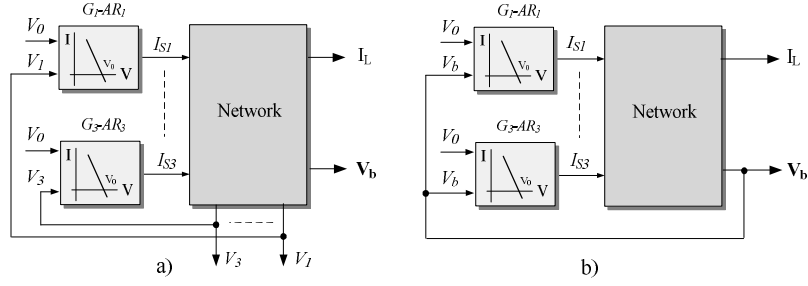 G1-AR1
V0
V1
I
V0
V
IS1
G3-AR3
V0
V3
I
V0
V
IS3
Network
IL
Vb
V3
V1
a)
G1-AR1
V0
Vb
I
V0
V
IS1
G3-AR3
V0
Vb
I
V0
V
IS3
Network
IL
Vb
b)